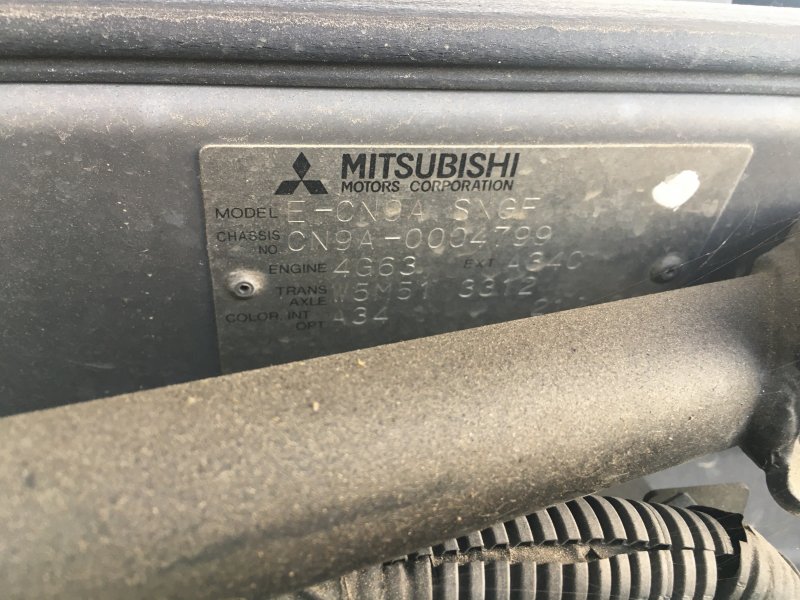 MITSUBISHI
MOTORS CORPORATION
MODEL E-CN9A SNGF
CHASSIS NO. CN9A-0004799
ENGINE 4G63 EXT A34C
TRANS AXLE W5M51 3312
COLOR, INT OPT A34